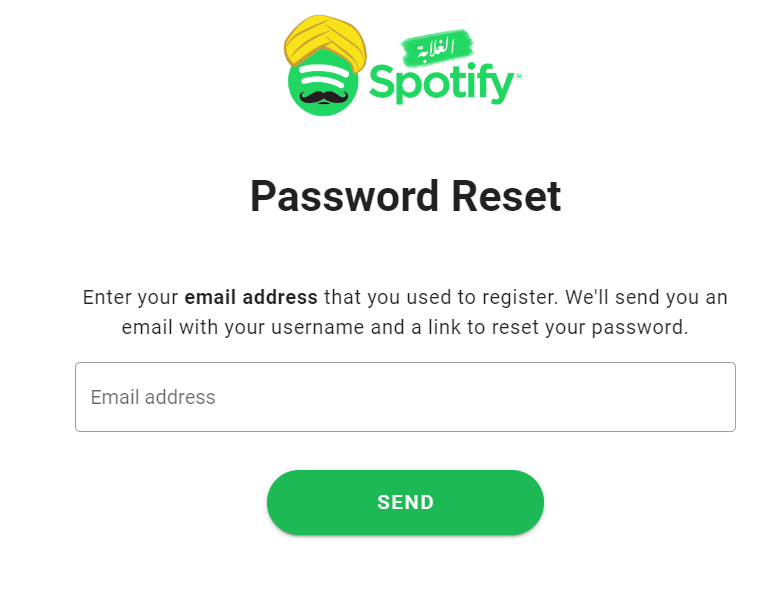 الغلابة
Spotify®
Password Reset
Enter your email address that you used to register. We'll send you an
email with your username and a link to reset your password.
Email address
SEND